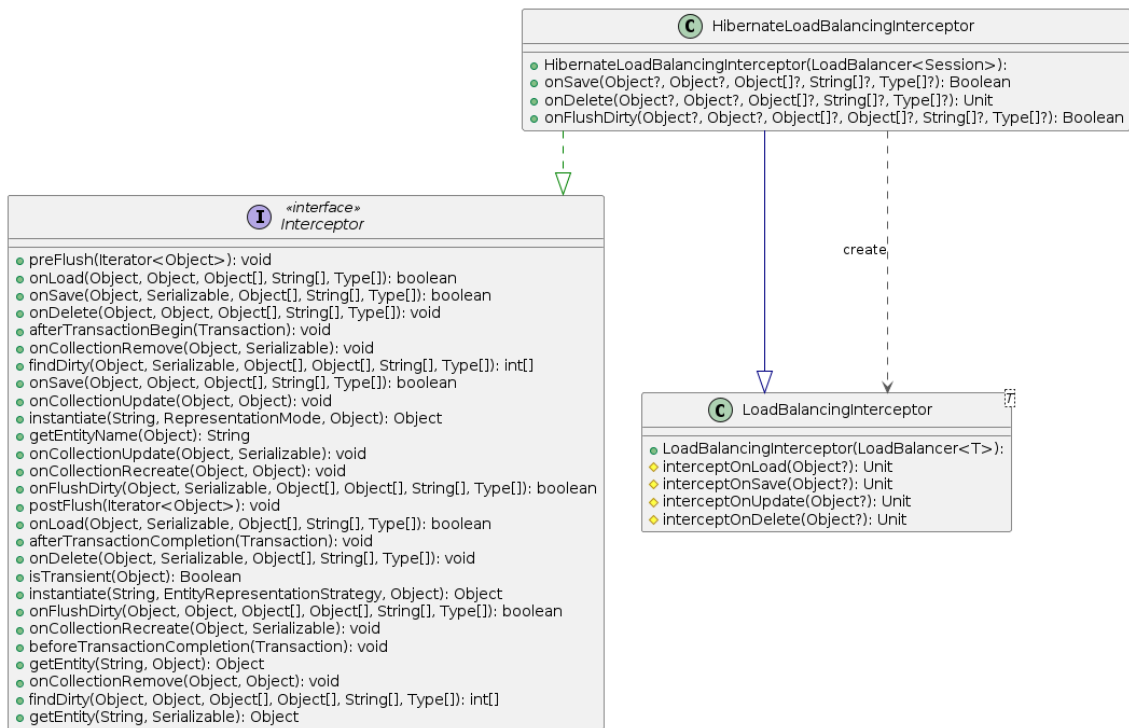 C HibernateLoadBalancingInterceptor
HibernateLoadBalancingInterceptor(LoadBalancer<Session>):
onSave(Object?, Object?, Object[]?, String[]?, Type[]?): Boolean
onDelete(Object?, Object?, Object[]?, String[]?, Type[]?): Unit
onFlushDirty(Object?, Object?, Object[]?, Object[]?, String[]?, Type[]?): Boolean
«interface»
I Interceptor
preFlush(Iterator<Object>): void
onLoad(Object, Object, Object[], String[], Type[]): boolean
onSave(Object, Serializable, Object[], String[], Type[]): boolean
onDelete(Object, Object, Object[], String[], Type[]): void
afterTransactionBegin(Transaction): void
onCollectionRemove(Object, Serializable): void
findDirty(Object, Serializable, Object[], Object[], String[], Type[]): int[]
onSave(Object, Object, Object[], String[], Type[]): boolean
onCollectionUpdate(Object, Object): void
instantiate(String, RepresentationMode, Object): Object
getEntityName(Object): String
onCollectionUpdate(Object, Serializable): void
onCollectionRecreate(Object, Object): void
onFlushDirty(Object, Serializable, Object[], Object[], String[], Type[]): boolean
postFlush(Iterator<Object>): void
onLoad(Object, Serializable, Object[], String[], Type[]): boolean
afterTransactionCompletion(Transaction): void
onDelete(Object, Serializable, Object[], String[], Type[]): void
isTransient(Object): Boolean
instantiate(String, EntityRepresentationStrategy, Object): Object
onFlushDirty(Object, Object, Object[], Object[], String[], Type[]): boolean
onCollectionRecreate(Object, Serializable): void
beforeTransactionCompletion(Transaction): void
getEntity(String, Object): Object
onCollectionRemove(Object, Object): void
findDirty(Object, Object, Object[], Object[], String[], Type[]): int[]
getEntity(String, Serializable): Object
create
C LoadBalancingInterceptor
T
LoadBalancingInterceptor(LoadBalancer<T>):
interceptOnLoad(Object?): Unit
interceptOnSave(Object?): Unit
interceptOnUpdate(Object?): Unit
interceptOnDelete(Object?): Unit